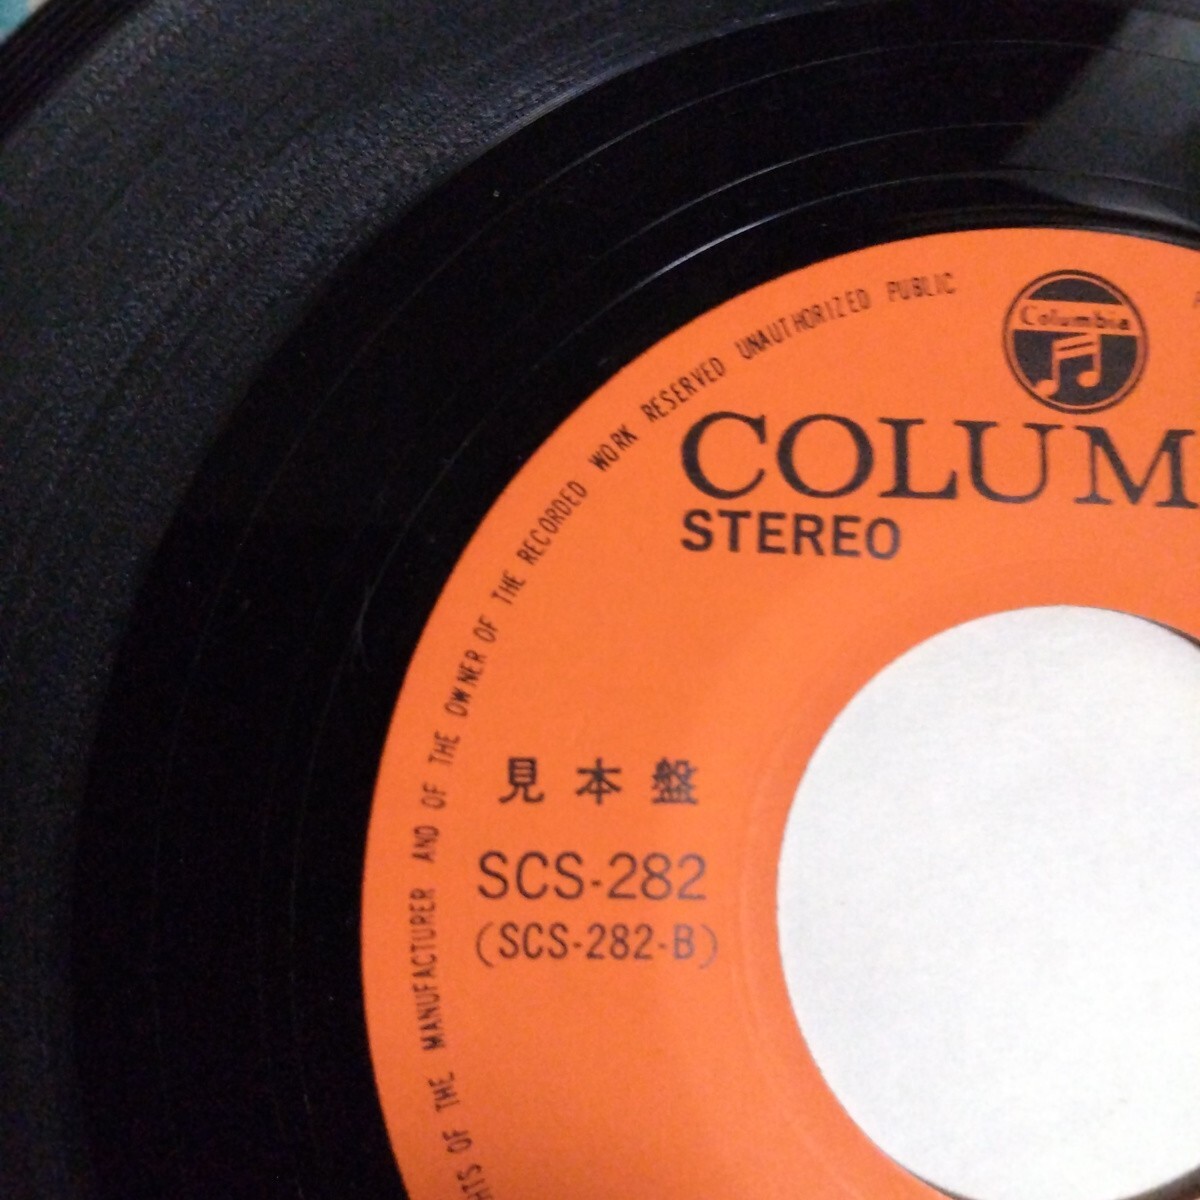 HTS OF THE MANUFACTURER AND OF THE OWNER OF THE RECORDED WORK RESERVED UNAUTHORIZED PUBLIC
Columbia
COLUM
STEREO
見本盤
SCS-282
(SCS-282-B)